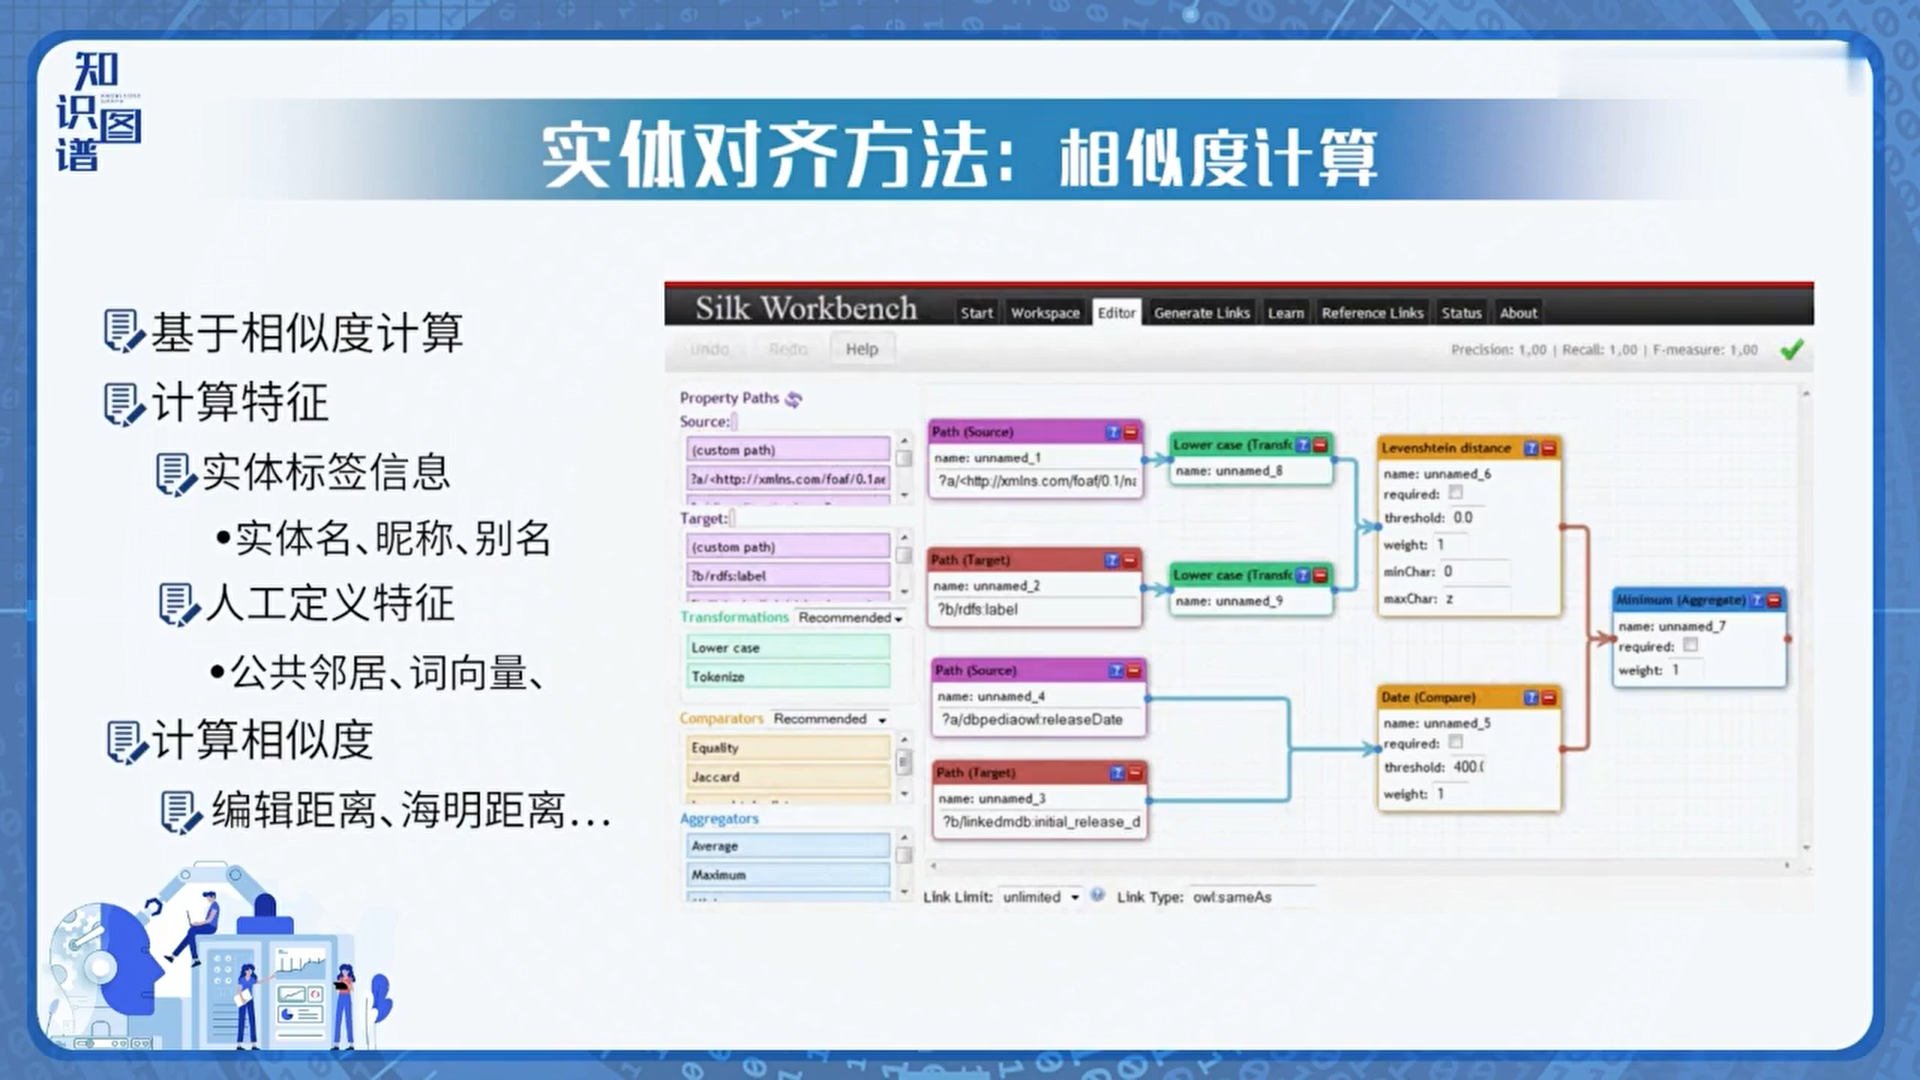 知识图谱
实体对齐方法：相似度计算
基于相似度计算
计算特征
实体标签信息
•实体名、昵称、别名
人工定义特征
•公共邻居、词向量、
计算相似度
编辑距离、海明距离...
Silk Workbench
Start Workspace Editor Generate Links Learn Reference Links Status About
Undo Redo Help
Precision: 1,00 | Recall: 1,00 | F-measure: 1,00
Property Paths
Source:
(custom path)
?a/<http://xmlns.com/foaf/0.1
Target:
(custom path)
?b/rdfs:label
Transformations Recommended
Lower case
Tokenize
Comparators Recommended
Equality
Jaccard
Aggregators
Average
Maximum
Path (Source)
name: unnamed_1
?a/<http://xmlns.com/foaf/0.1/na
Path (Target)
name: unnamed_2
?b/rdfs:label
Path (Source)
name: unnamed_4
?a/dbpediaowl:releaseDate
Path (Target)
name: unnamed_3
?b/linkedmdb:initial_release_d
Lower case (Transfo
name: unnamed_8
Lower case (Transfo
name: unnamed_9
Levenshtein distance
name: unnamed_6
required:
threshold: 0.0
weight: 1
minChar: 0
maxChar: z
Date (Compare)
name: unnamed_5
required:
threshold: 400.0
weight: 1
Minimum (Aggregate)
name: unnamed_7
required:
weight: 1
Link Limit: unlimited Link Type: owl:sameAs